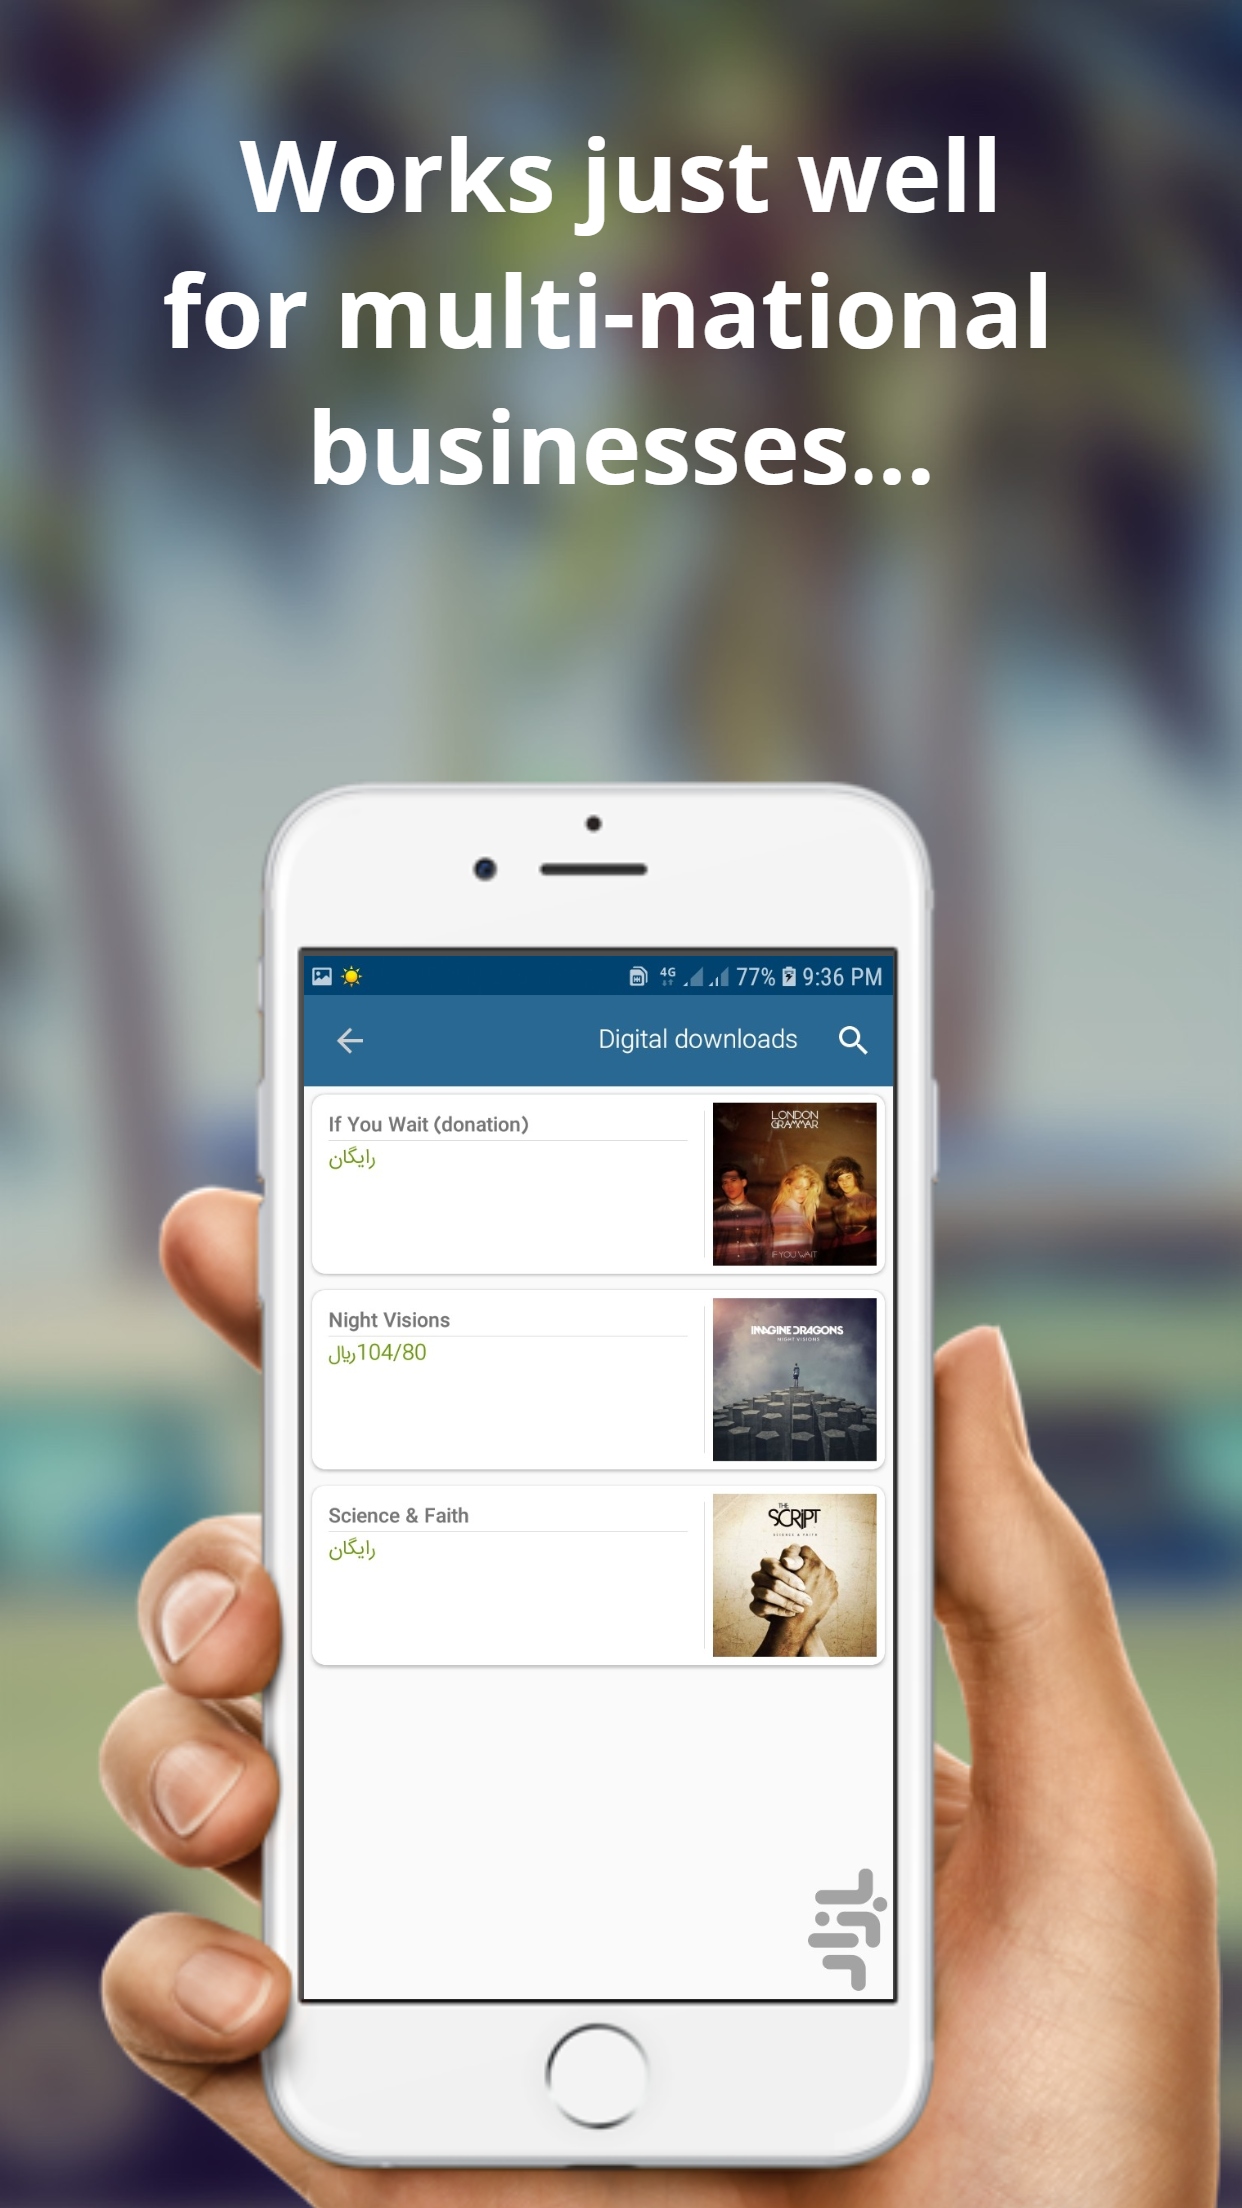 Works just well
for multi-national
businesses...
4G 77% 9:36 PM
Digital downloads
If You Wait (donation)
رایگان
LONDON
GRAMMAR
IF YOU WAIT
Night Visions
104/80ریال
IMAGINE DRAGONS
NIGHT VISIONS
Science & Faith
رایگان
THE
SCRIPT
SCIENCE & FAITH